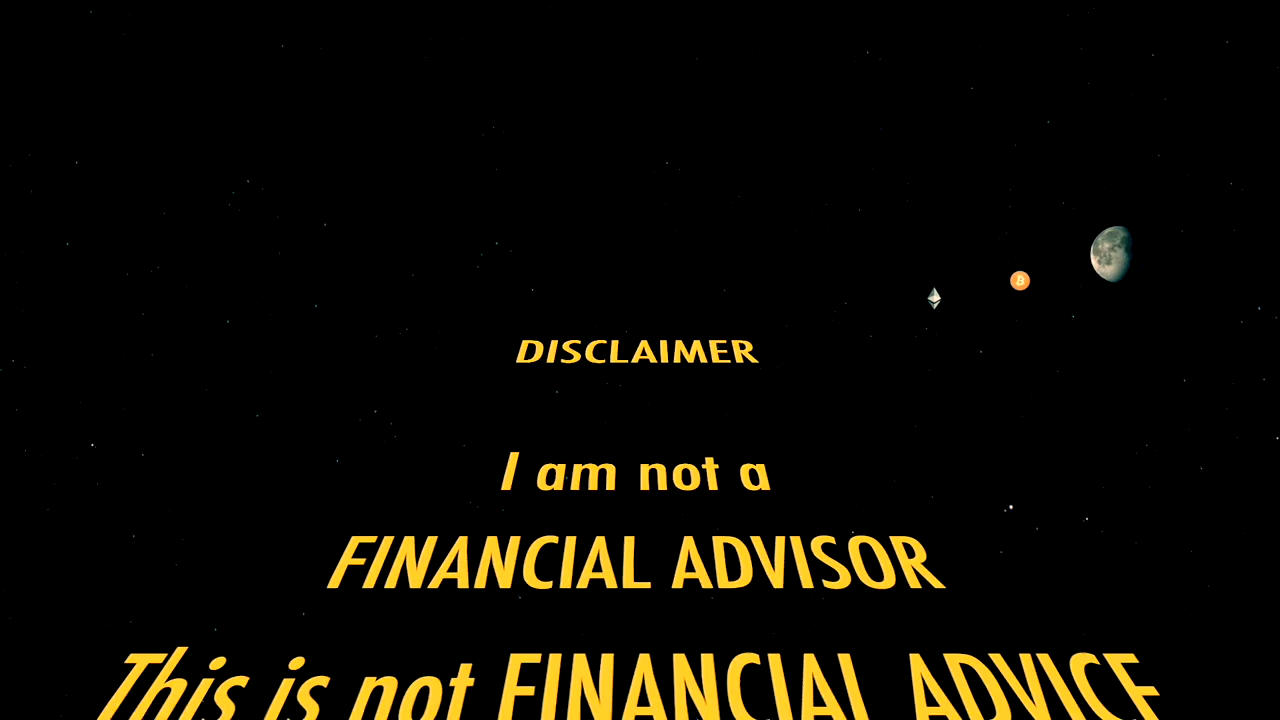 DISCLAIMER
I am not a
FINANCIAL ADVISOR
This is not FINANCIAL ADVICE